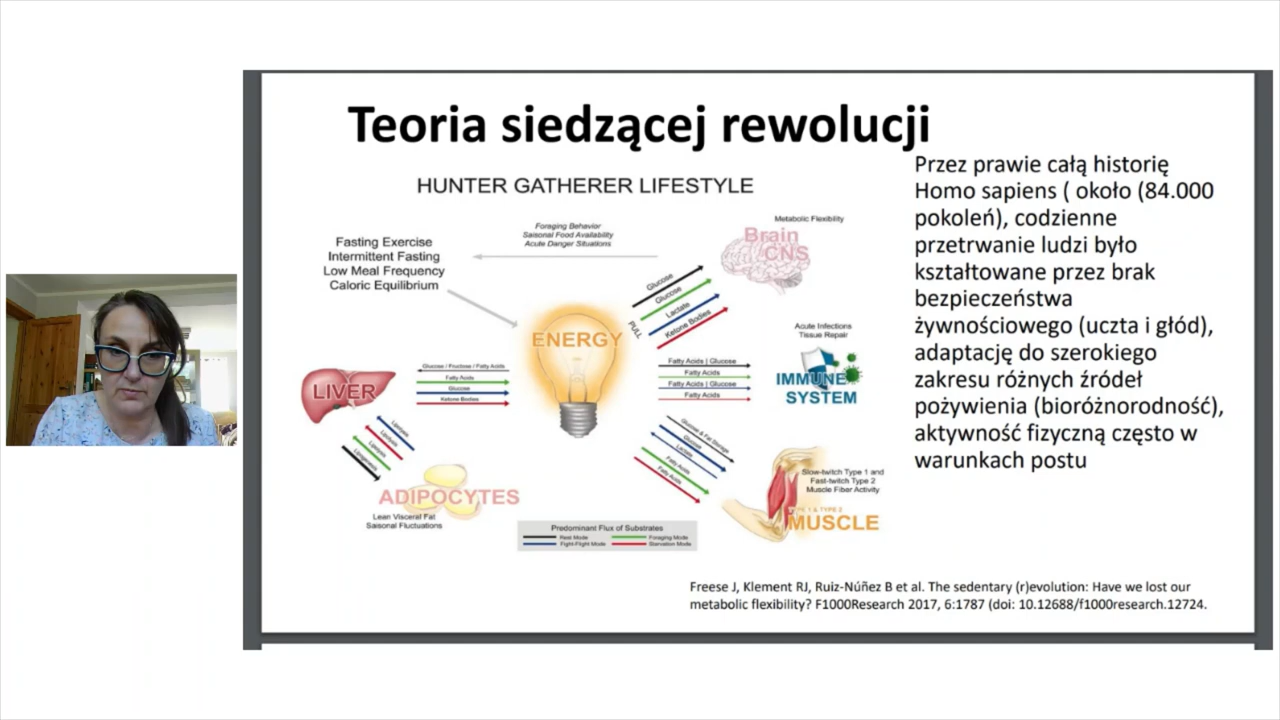 Teoria siedzącej rewolucji
HUNTER GATHERER LIFESTYLE
Fasting Exercise
Intermittent Fasting
Low Meal Frequency
Caloric Equilibrium
Foraging Behavior
Saisonal Food Availability
Acute Danger Situations
Metabolic Flexibility
Brain
CNS
Glucose
Glucose
Lactate
Ketone Bodies
PULL
ENERGY
Acute Infections
Tissue Repair
IMMUNE
SYSTEM
Fatty Acids | Glucose
Fatty Acids
Fatty Acids | Glucose
Fatty Acids
LIVER
Glucose / Fructose / Fatty Acids
Fatty Acids
Glucose
Ketone Bodies
Lipolysis
Lipolysis
Lipogenesis
ADIPOCYTES
Lean Visceral Fat
Saisonal Fluctuations
Glucose & Fat Storage
Glucose
Lactate
Fatty Acids
Fatty Acids
Slow-twitch Type 1 and
Fast-twitch Type 2
Muscle Fiber Activity
TYPE 1 & TYPE 2
MUSCLE
Predominant Flux of Substrates
Rest Mode
Foraging Mode
Fight-Flight Mode
Starvation Mode
Przez prawie całą historię
Homo sapiens ( około (84.000
pokoleń), codzienne
przetrwanie ludzi było
kształtowane przez brak
bezpieczeństwa
żywnościowego (uczta i głód),
adaptację do szerokiego
zakresu różnych źródeł
pożywienia (bioróżnorodność),
aktywność fizyczną często w
warunkach postu
Freese J, Klement RJ, Ruiz-Núñez B et al. The sedentary (r)evolution: Have we lost our
metabolic flexibility? F1000Research 2017, 6:1787 (doi: 10.12688/f1000research.12724.